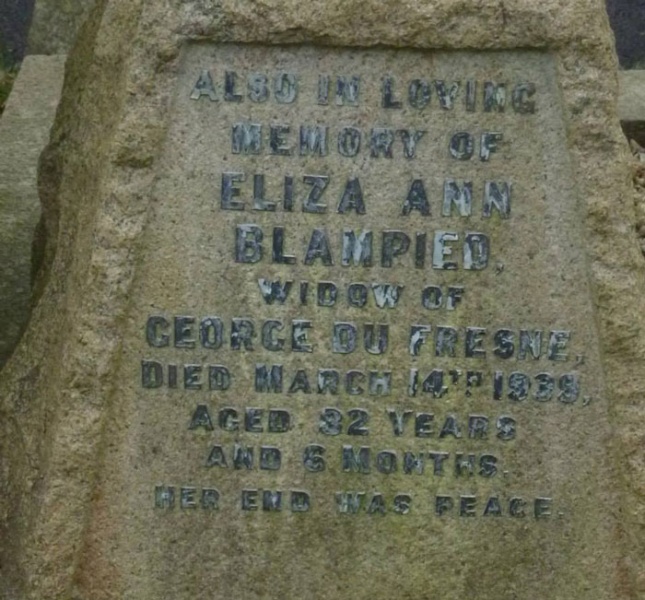 ALSO IN LOVING
MEMORY OF
ELIZA ANN
BLAMPIED,
WIDOW OF
GEORGE DU FRESNE,
DIED MARCH 14TH 1939,
AGED 82 YEARS
AND 6 MONTHS.
HER END WAS PEACE.